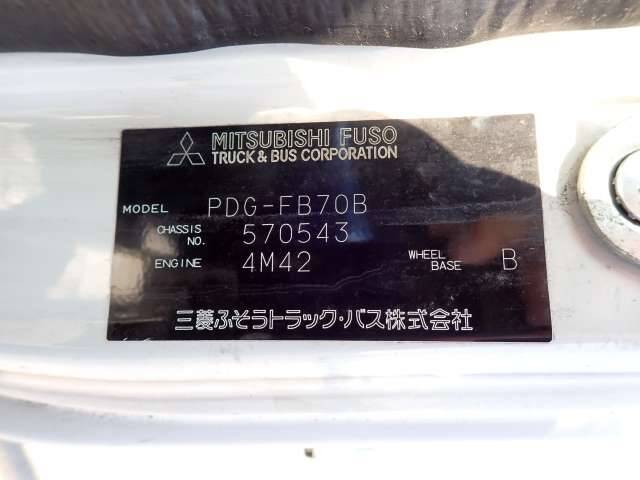 MITSUBISHI FUSO
TRUCK & BUS CORPORATION
MODEL PDG-FB70B
CHASSIS NO. 570543
ENGINE 4M42 WHEEL BASE B
三菱ふそうトラック・バス株式会社